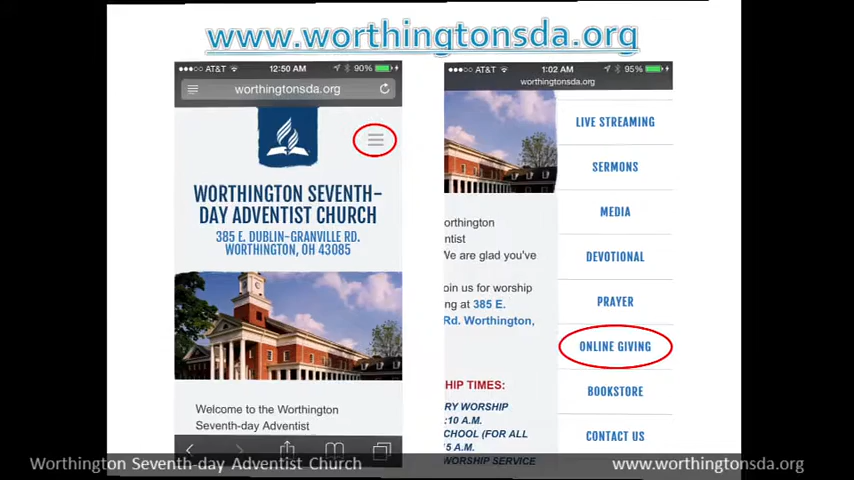 www.worthingtonsda.org
AT&T 12:50 AM 90%
worthingtonsda.org
WORTHINGTON SEVENTH-
DAY ADVENTIST CHURCH
385 E. DUBLIN-GRANVILLE RD.
WORTHINGTON, OH 43085
Welcome to the Worthington
Seventh-day Adventist
AT&T 1:02 AM 95%
worthingtonsda.org
orthington
ntist
We are glad you've
oin us for worship
ng at 385 E.
Rd. Worthington,
HIP TIMES:
RY WORSHIP
:10 A.M.
SCHOOL (FOR ALL
5 A.M.
WORSHIP SERVICE
LIVE STREAMING
SERMONS
MEDIA
DEVOTIONAL
PRAYER
ONLINE GIVING
BOOKSTORE
CONTACT US
Worthington Seventh-day Adventist Church
www.worthingtonsda.org